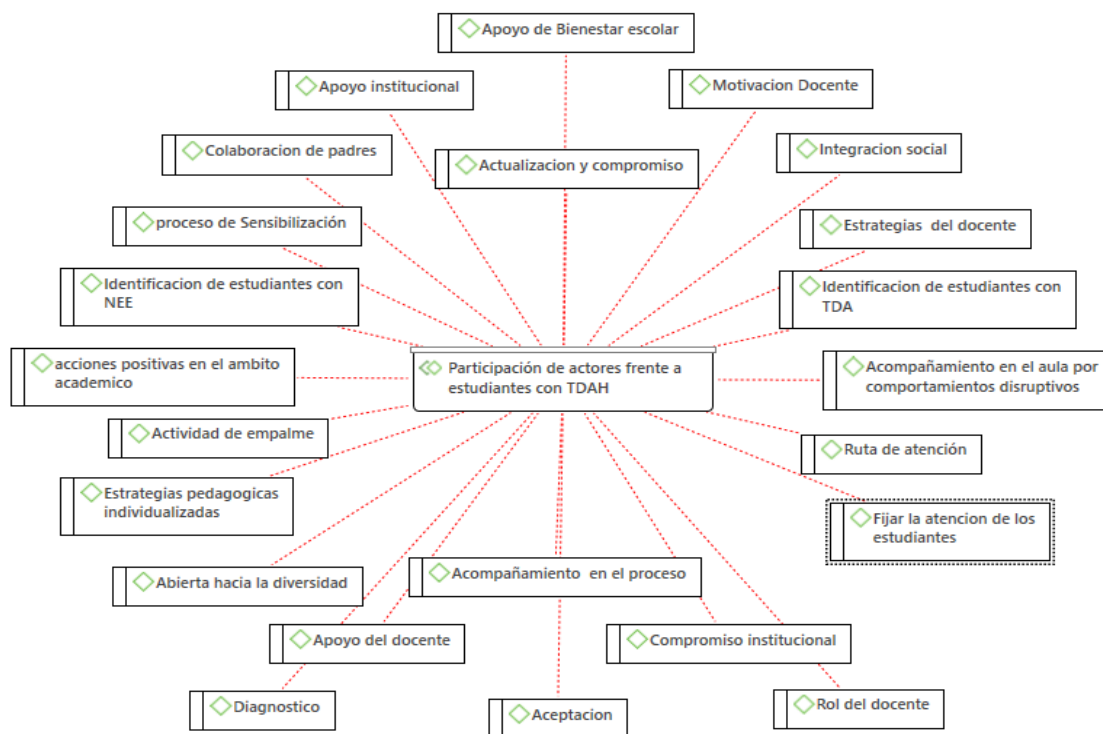 Apoyo de Bienestar escolar
Apoyo institucional
Motivacion Docente
Colaboracion de padres
Actualizacion y compromiso
Integracion social
proceso de Sensibilización
Estrategias del docente
Identificacion de estudiantes con
NEE
Identificacion de estudiantes con
TDA
acciones positivas en el ambito
academico
Participación de actores frente a
estudiantes con TDAH
Acompañamiento en el aula por
comportamientos disruptivos
Actividad de empalme
Ruta de atención
Estrategias pedagogicas
individualizadas
Fijar la atencion de los
estudiantes
Abierta hacia la diversidad
Acompañamiento en el proceso
Apoyo del docente
Compromiso institucional
Diagnostico
Aceptacion
Rol del docente